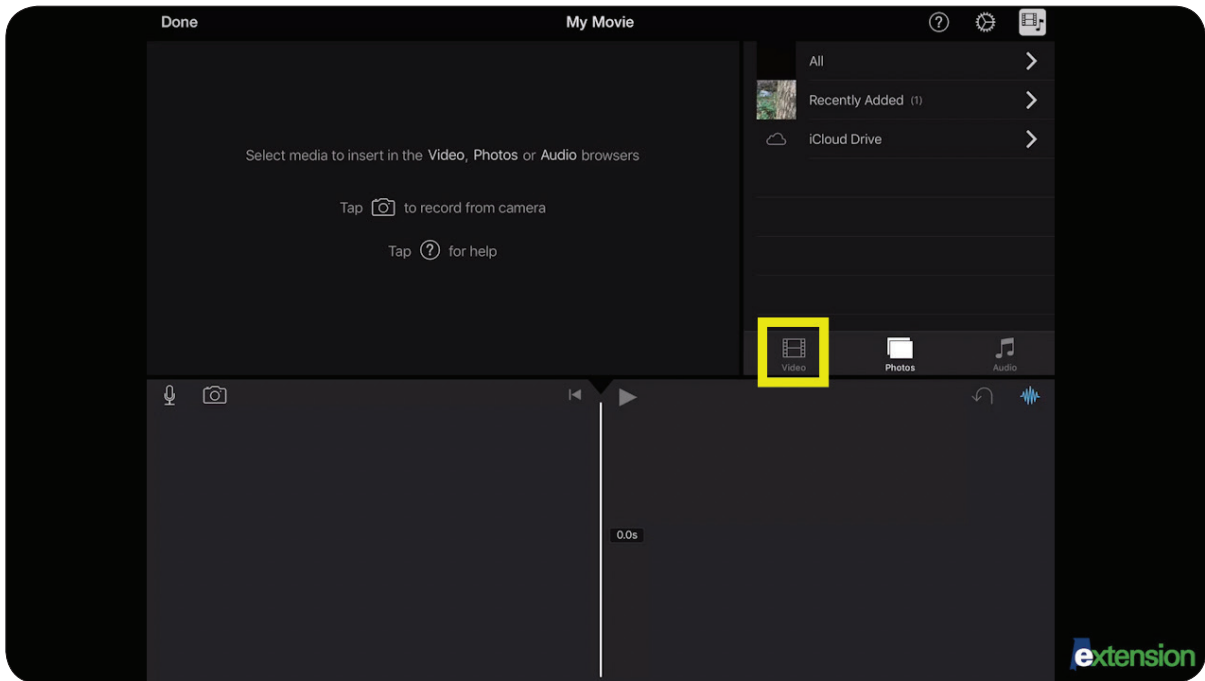 Done
My Movie
?
Select media to insert in the Video, Photos or Audio browsers
Tap to record from camera
Tap ? for help
All
Recently Added (1)
iCloud Drive
Video
Photos
Audio
0.0s
extension